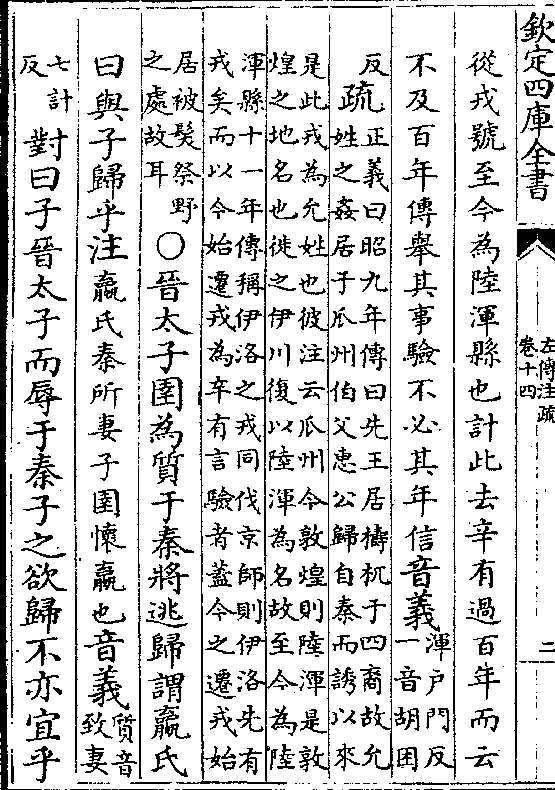 欽定四庫全書
左傳注疏
卷十四
二
從戎號至今為陸渾縣也計此去辛有過百年而云
不及百年傳舉其事驗不必其年信音義
渾戶門反
一音胡困
反
疏
正義曰昭九年傳曰先王居檮杌于四裔故允
姓之姦居于瓜州伯父惠公歸自秦而誘以來
是此戎為允姓也彼注云瓜州今敦煌則陸渾是敦
煌之地名也徙之伊川復以陸渾為名故至今為陸
渾縣十一年傳稱伊洛之戎同伐京師則伊洛先有
戎矣而以今始遷戎為辛有言驗者蓋今之遷戎始
居被髮祭野
之處故耳
○晉太子圉為質于秦將逃歸謂嬴氏
曰與子歸乎注嬴氏秦所妻子圉懷嬴也音義
質音
致妻
七計
反
對曰子晉太子而辱于秦子之欲歸不亦宜乎